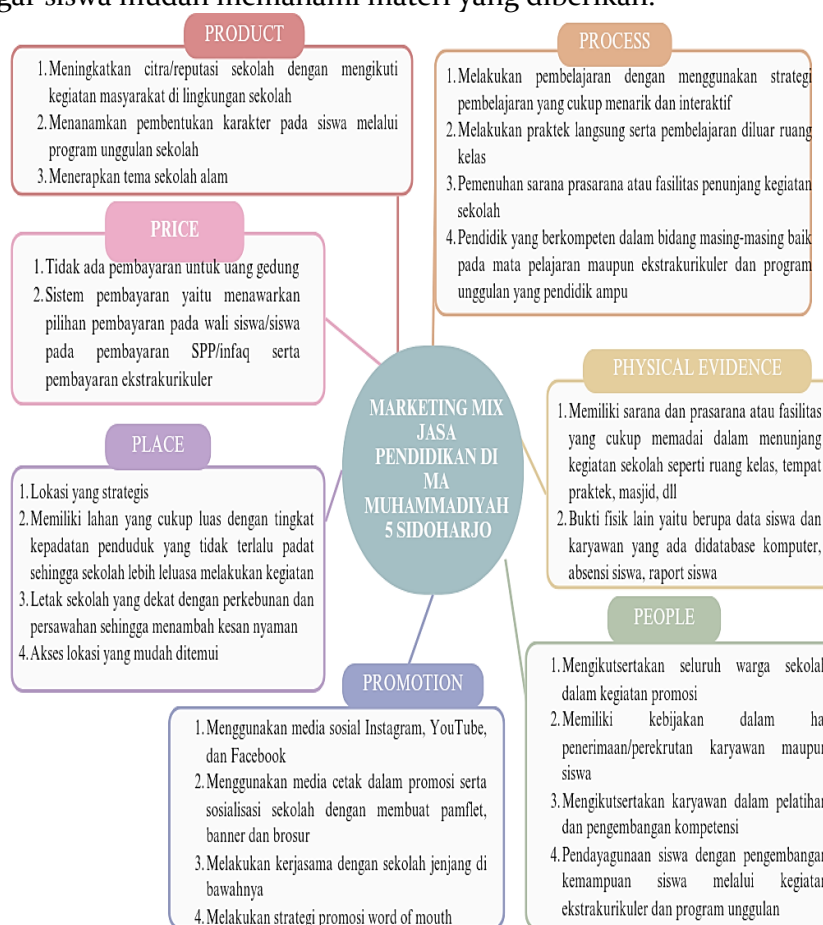 gar siswa mudah memahami materi yang diberikan.
PRODUCT
1. Meningkatkan citra/reputasi sekolah dengan mengikuti
kegiatan masyarakat di lingkungan sekolah
2. Menanamkan pembentukan karakter pada siswa melalui
program unggulan sekolah
3. Menerapkan tema sekolah alam
PROCESS
1. Melakukan pembelajaran dengan menggunakan strategi
pembelajaran yang cukup menarik dan interaktif
2. Melakukan praktek langsung serta pembelajaran diluar ruang
kelas
3. Pemenuhan sarana prasarana atau fasilitas penunjang kegiatan
sekolah
4. Pendidik yang berkompeten dalam bidang masing-masing baik
pada mata pelajaran maupun ekstrakurikuler dan program
unggulan yang pendidik ampu
PRICE
1. Tidak ada pembayaran untuk uang gedung
2. Sistem pembayaran yaitu menawarkan
pilihan pembayaran pada wali siswa/siswa
pada pembayaran SPP/infaq serta
pembayaran ekstrakurikuler
MARKETING MIX
JASA
PENDIDIKAN DI
MA
MUHAMMADIYAH
5 SIDOHARJO
PHYSICAL EVIDENCE
1. Memiliki sarana dan prasarana atau fasilitas
yang cukup memadai dalam menunjang
kegiatan sekolah seperti ruang kelas, tempat
praktek, masjid, dll
2. Bukti fisik lain yaitu berupa data siswa dan
karyawan yang ada didatabase komputer,
absensi siswa, raport siswa
PLACE
1. Lokasi yang strategis
2. Memiliki lahan yang cukup luas dengan tingkat
kepadatan penduduk yang tidak terlalu padat
sehingga sekolah lebih leluasa melakukan kegiatan
3. Letak sekolah yang dekat dengan perkebunan dan
persawahan sehingga menambah kesan nyaman
4. Akses lokasi yang mudah ditemui
PEOPLE
1. Mengikutsertakan seluruh warga sekolah
dalam kegiatan promosi
2. Memiliki kebijakan dalam ha
penerimaan/perekrutan karyawan maupun
siswa
3. Mengikutsertakan karyawan dalam pelatihan
dan pengembangan kompetensi
4. Pendayagunaan siswa dengan pengembangan
kemampuan siswa melalui kegiatan
ekstrakurikuler dan program unggulan
PROMOTION
1. Menggunakan media sosial Instagram, YouTube,
dan Facebook
2. Menggunakan media cetak dalam promosi serta
sosialisasi sekolah dengan membuat pamflet,
banner dan brosur
3. Melakukan kerjasama dengan sekolah jenjang di
bawahnya
4. Melakukan strategi promosi word of mouth